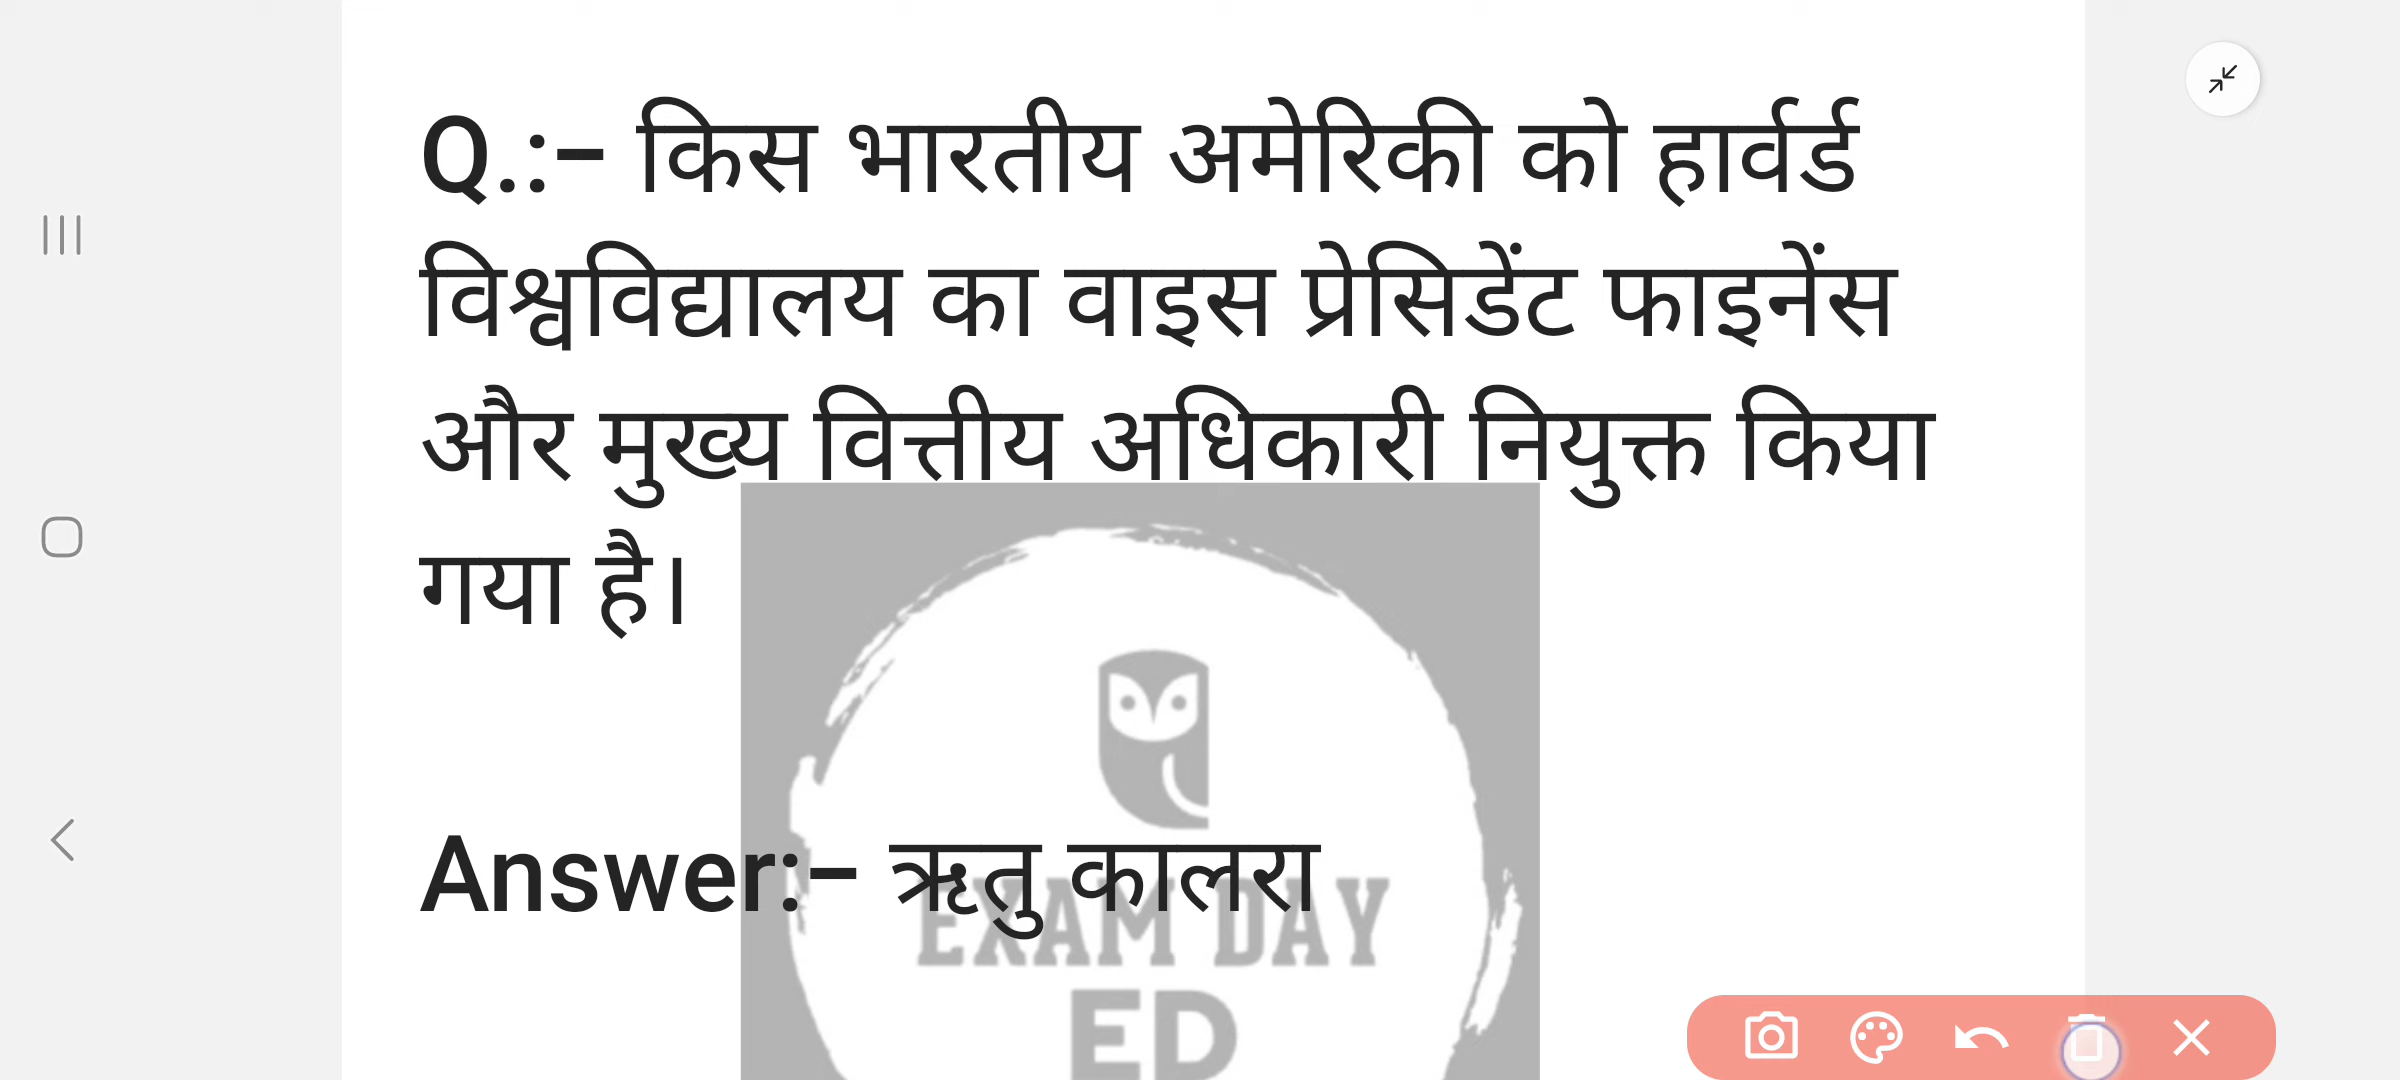 Q.:– किस भारतीय अमेरिकी को हार्वर्ड
विश्वविद्यालय का वाइस प्रेसिडेंट फाइनेंस
और मुख्य वित्तीय अधिकारी नियुक्त किया
गया है।
Answer:– ऋतु कालरा
EXAM DAY
ED